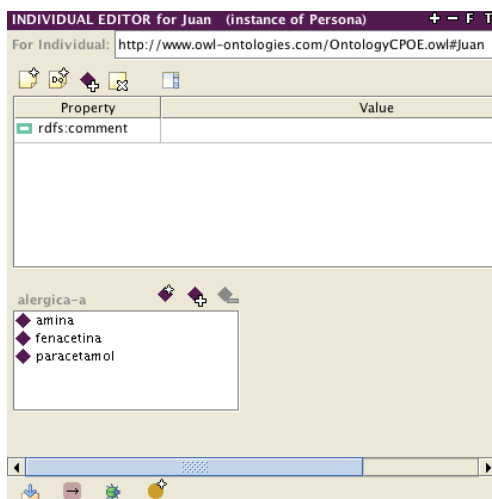 INDIVIDUAL EDITOR for Juan (instance of Persona) + − F T
For Individual: http://www.owl-ontologies.com/OntologyCPOE.owl#Juan
Property Value
rdfs:comment
alergica-a
amina
fenacetina
paracetamol